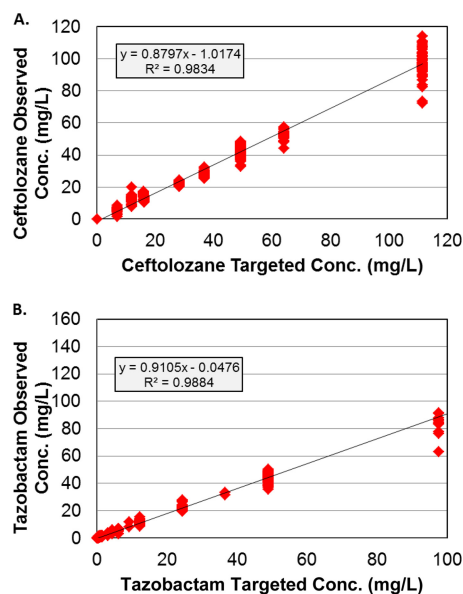 A.
y = 0.8797x - 1.0174
R² = 0.9834
Ceftolozane Observed
Conc. (mg/L)
120
100
80
60
40
20
0
0 20 40 60 80 100 120
Ceftolozane Targeted Conc. (mg/L)
B.
y = 0.9105x - 0.0476
R² = 0.9884
Tazobactam Observed
Conc. (mg/L)
160
140
120
100
80
60
40
20
0
0 20 40 60 80 100
Tazobactam Targeted Conc. (mg/L)